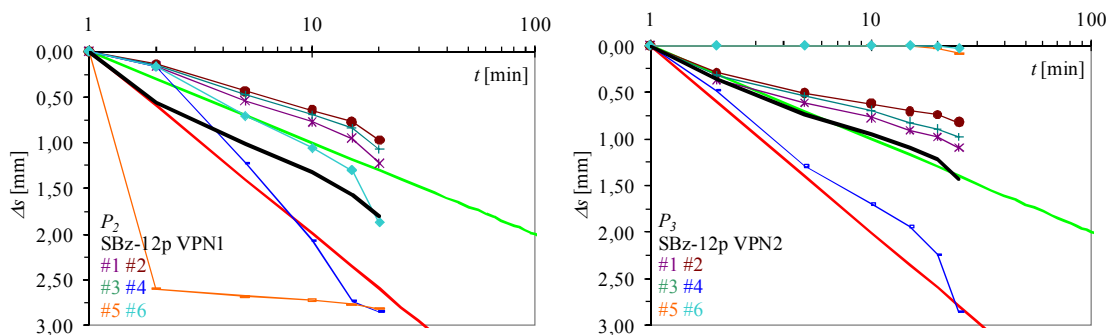 1 10 100
0,00
t [min]
0,50
1,00
1,50
2,00
2,50
3,00
Δs [mm]
P2
SBz-12p VPN1
#1 #2
#3 #4
#5 #6
1 10 100
0,00
t [min]
0,50
1,00
1,50
2,00
2,50
3,00
Δs [mm]
P3
SBz-12p VPN2
#1 #2
#3 #4
#5 #6